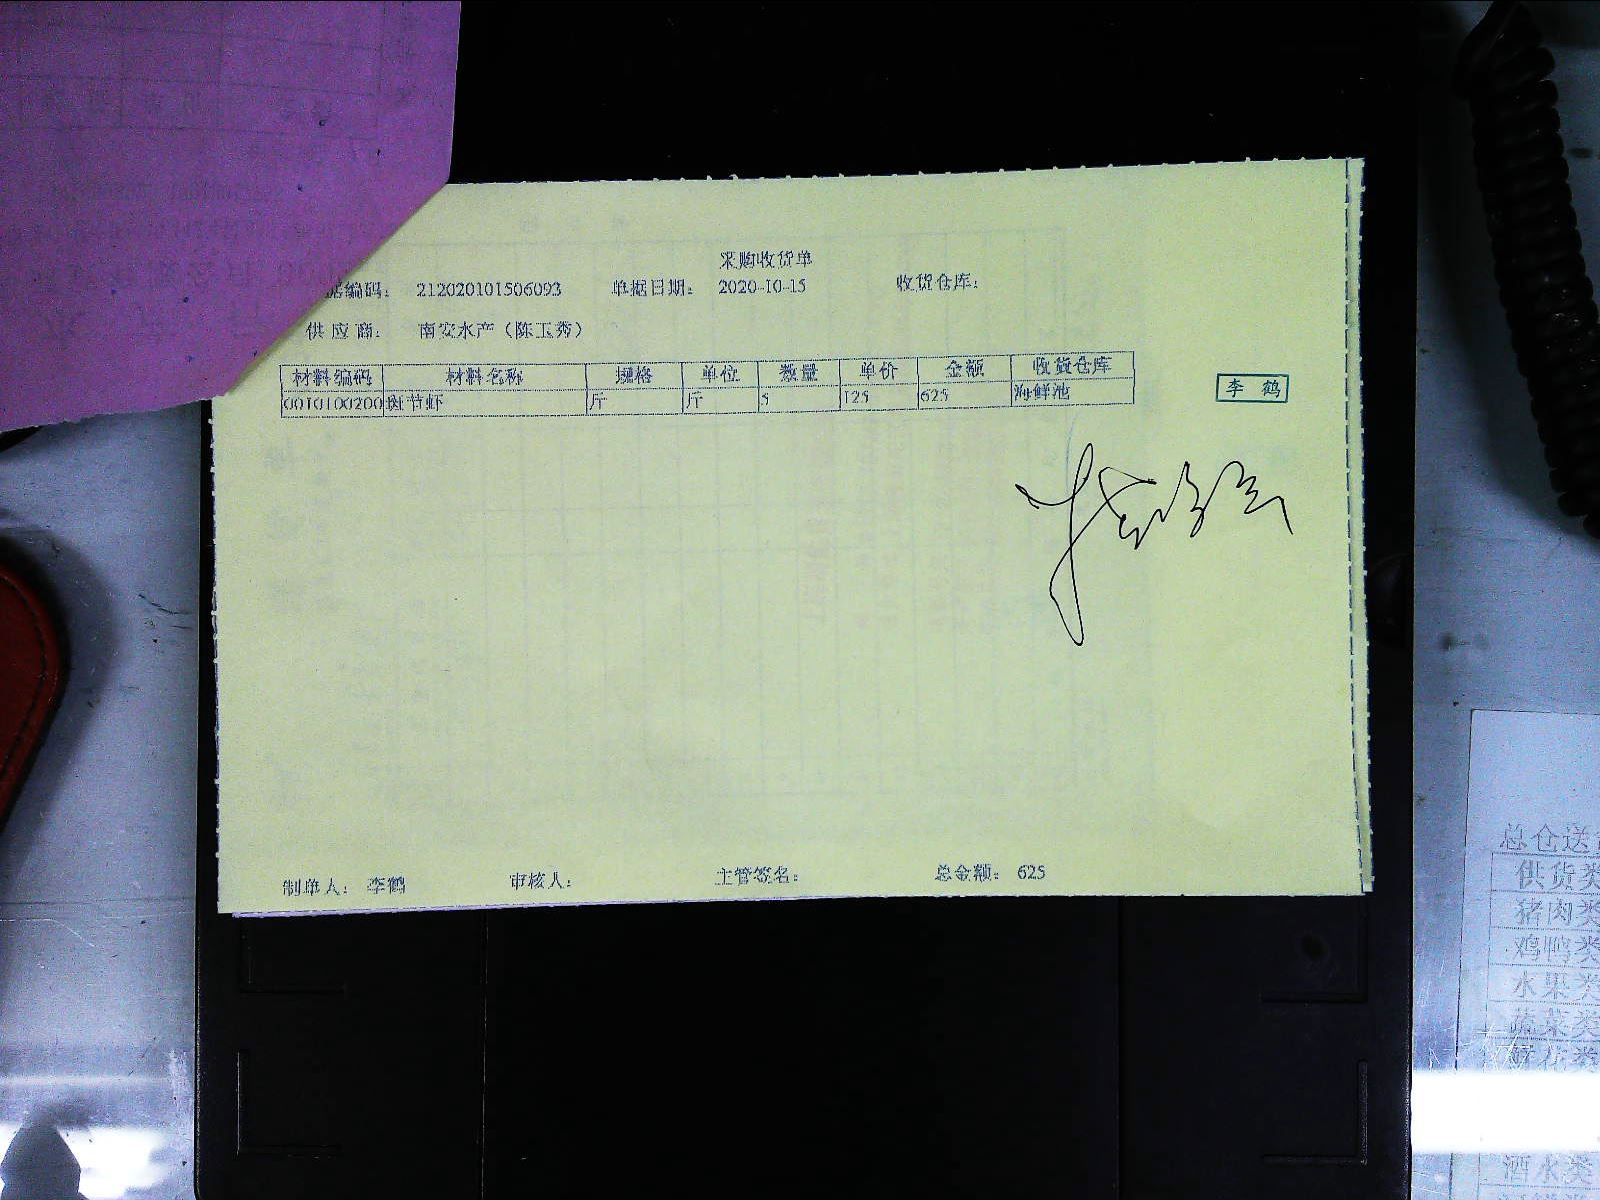 采购收货单
据编码： 212020101506093 单据日期： 2020-10-15 收货仓库：
供应商： 南安水产（陈玉秀）
材料编码 材料名称 规格 单位 数量 单价 金额 收货仓库
0010100200 斑节虾 斤 斤 5 125 625 海鲜池
李鹤
制单人： 李鹤 审核人： 主管签名： 总金额： 625
总仓送
供货类
猪肉类
鸡鸭类
水果类
蔬菜类
酒水类